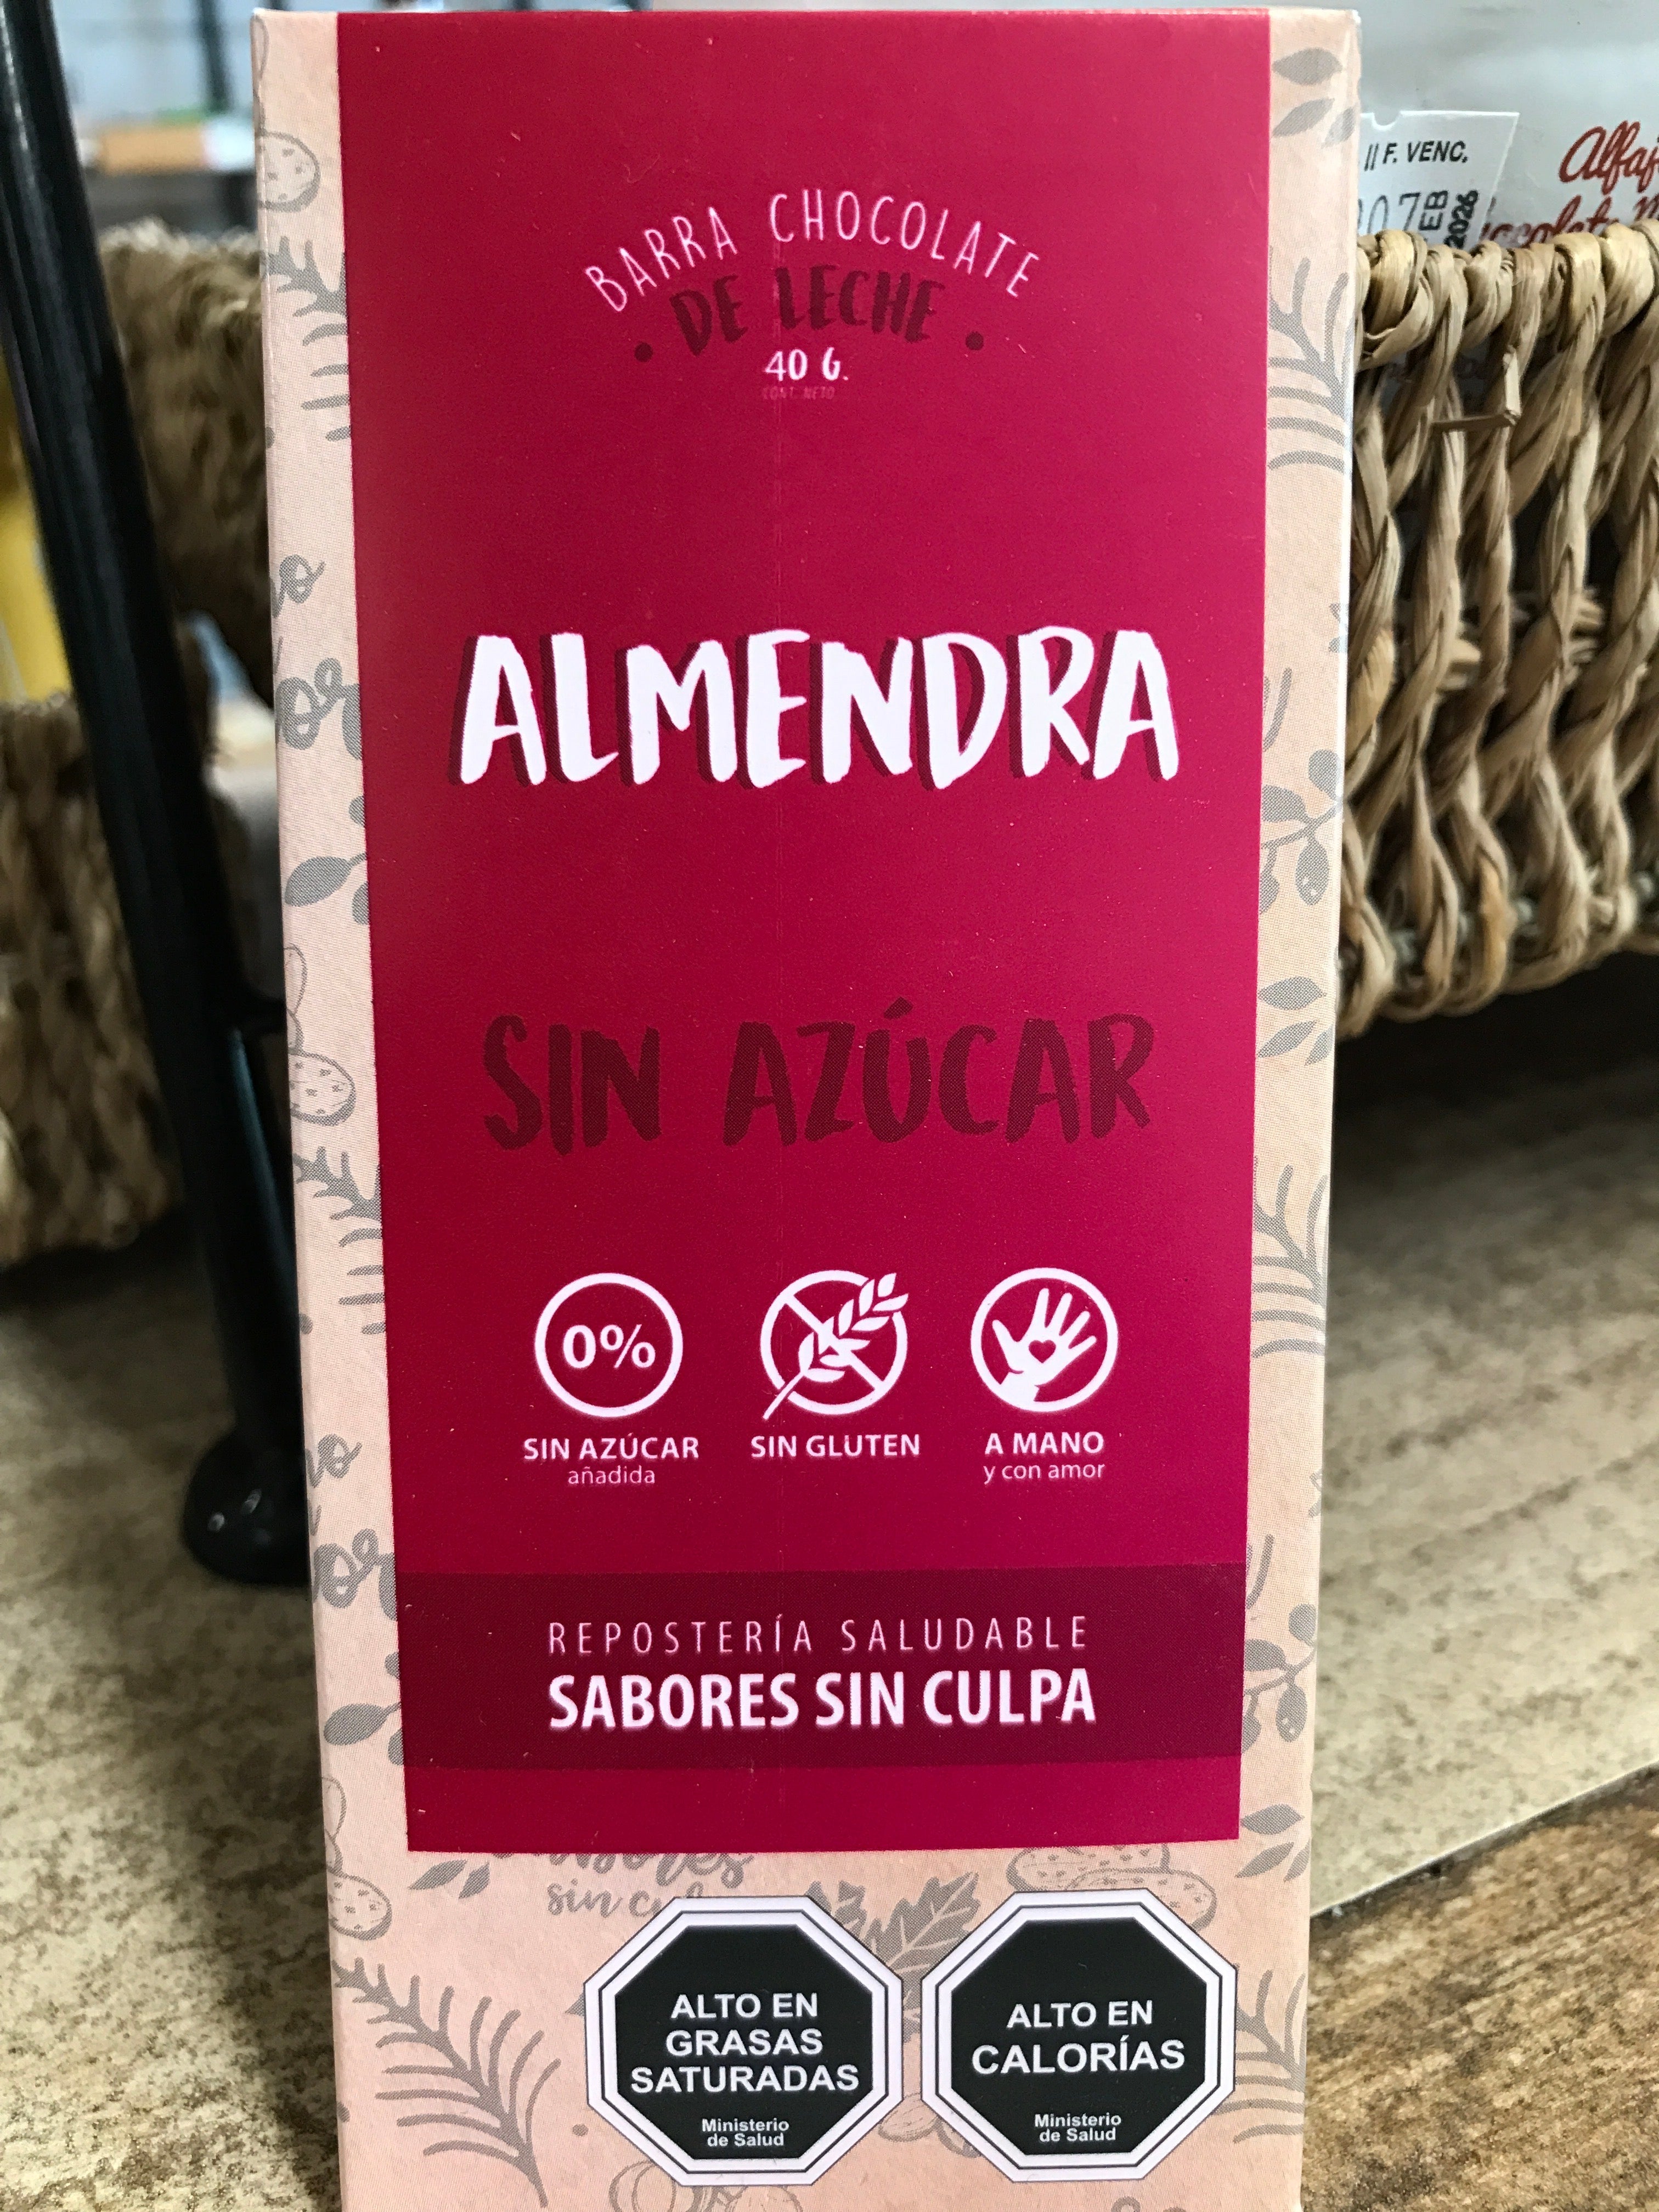 BARRA CHOCOLATE
• DE LECHE •
40 G.
CONT. NETO
ALMENDRA
SIN AZÚCAR
0%
SIN AZÚCAR
añadida
SIN GLUTEN
A MANO
y con amor
REPOSTERÍA SALUDABLE
SABORES SIN CULPA
sin
ALTO EN
GRASAS
SATURADAS
Ministerio
de Salud
ALTO EN
CALORÍAS
Ministerio
de Salud
F. VENC.
2026